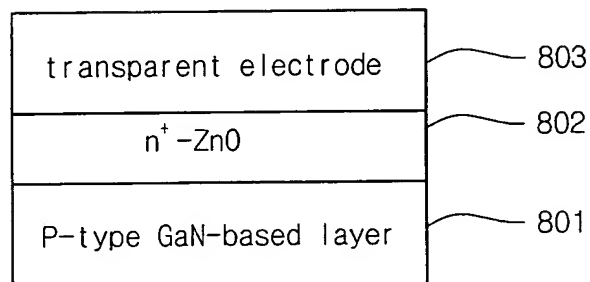 transparent electrode 803
n⁺-ZnO 802
P-type GaN-based layer 801